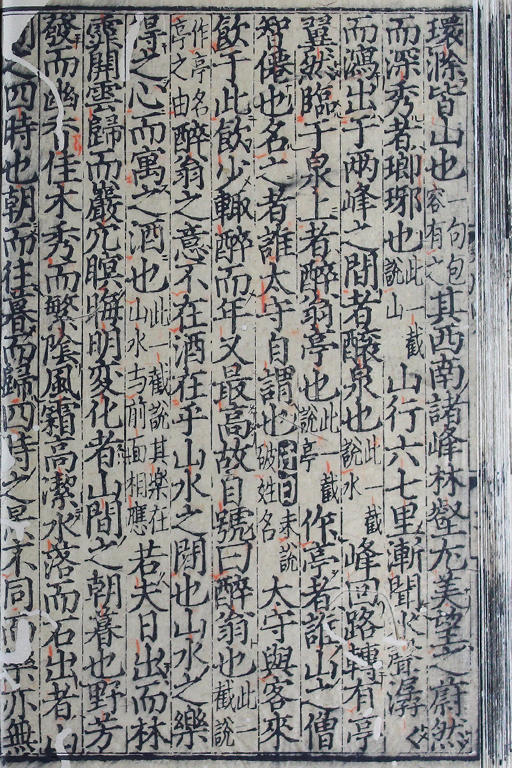 環滁皆山也一句包容有之其西南諸峰林壑尤美望之蔚然
而深秀者瑯琊也此一截說山山行六七里漸聞水聲潺
而瀉出于兩峰之間者釀泉也此一截說水峰回路轉有亭
翼然臨于泉上者醉翁亭也此一截說亭作亭者誰山之僧
智僊也名之者誰太守自謂也未說破姓名太守與客來
飲于此飲少輒醉而年又最高故自號曰醉翁也此一截說
作亭名亭之由醉翁之意不在酒在乎山水之間也山水之樂
得之心而寓之酒也此一截說其樂在山水与前面相應若夫日出而林
霏開雲歸而巖穴暝晦明变化者山間之朝暮也野芳
發而幽香佳木秀而繁陰風霜高潔水落而石出者
之四時也朝而往暮而歸四時之景不同而樂亦無